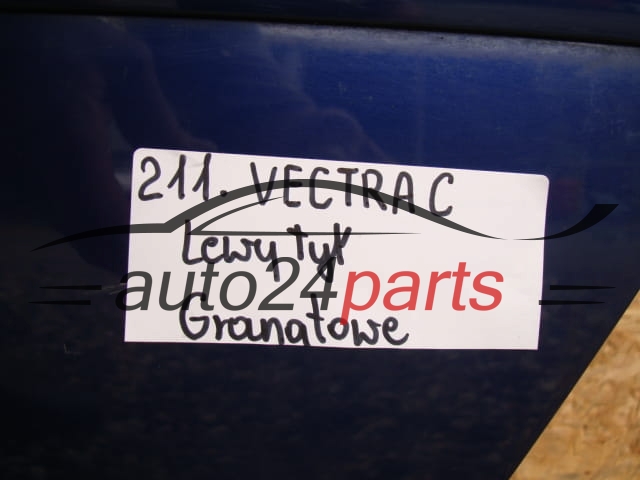 211. VECTRA C
Lewy tył
auto24parts
Granatowe